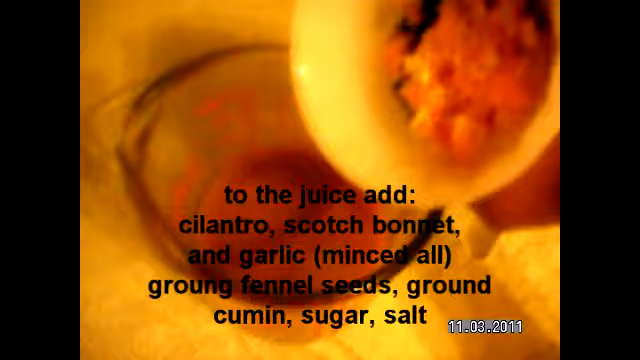 to the juice add:
cilantro, scotch bonnet,
and garlic (minced all)
groung fennel seeds, ground
cumin, sugar, salt
11.03.2011